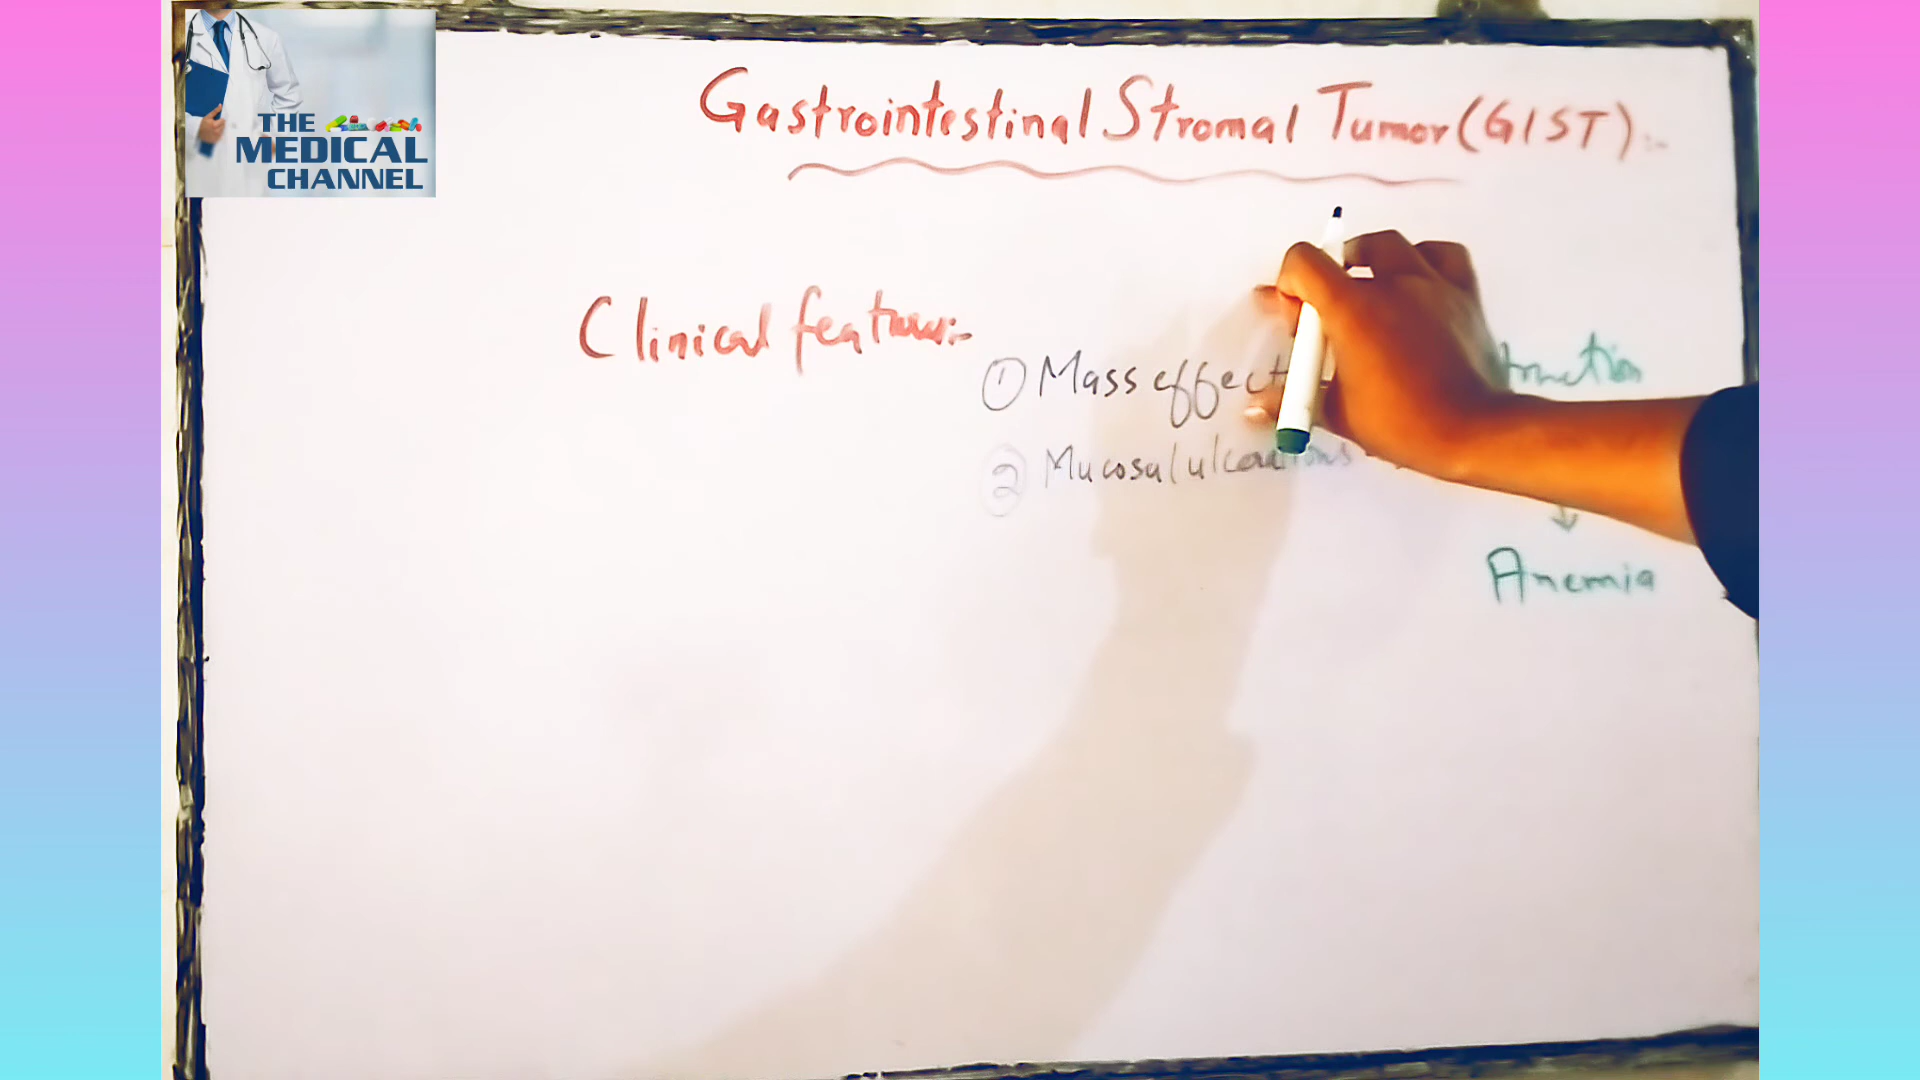 THE
MEDICAL
CHANNEL
Gastrointestinal Stromal Tumor (GIST):-
Clinical features:-
① Mass effect
② Mucosal ulcerations
↓
Anemia